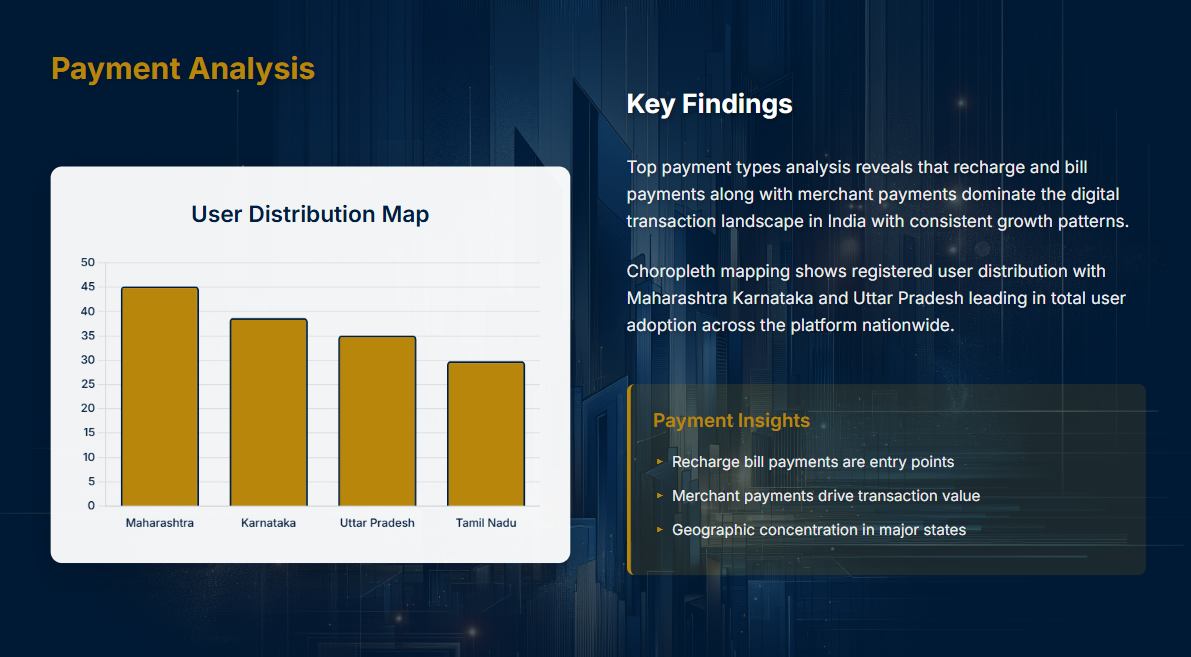 Payment Analysis
User Distribution Map
50
45
40
35
30
25
20
15
10
5
0
Maharashtra Karnataka Uttar Pradesh Tamil Nadu
Key Findings
Top payment types analysis reveals that recharge and bill
payments along with merchant payments dominate the digital
transaction landscape in India with consistent growth patterns.
Choropleth mapping shows registered user distribution with
Maharashtra Karnataka and Uttar Pradesh leading in total user
adoption across the platform nationwide.
Payment Insights
Recharge bill payments are entry points
Merchant payments drive transaction value
Geographic concentration in major states